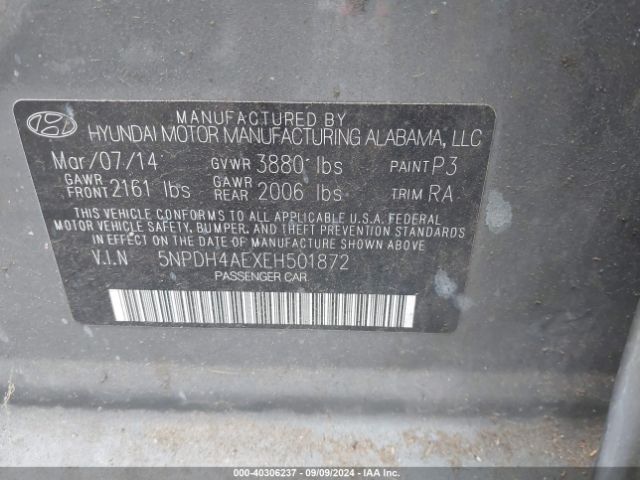 MANUFACTURED BY
HYUNDAI MOTOR MANUFACTURING ALABAMA, LLC
Mar/07/14 GVWR 3880 lbs PAINT P3
GAWR FRONT 2161 lbs GAWR REAR 2006 lbs TRIM RA
THIS VEHICLE CONFORMS TO ALL APPLICABLE U.S.A. FEDERAL
MOTOR VEHICLE SAFETY, BUMPER, AND THEFT PREVENTION
STANDARDS IN EFFECT ON THE DATE OF MANUFACTURE SHOWN ABOVE
V.I.N 5NPDH4AEXEH501872
PASSENGER CAR
000-40306237 - 09/09/2024 - IAA Inc.